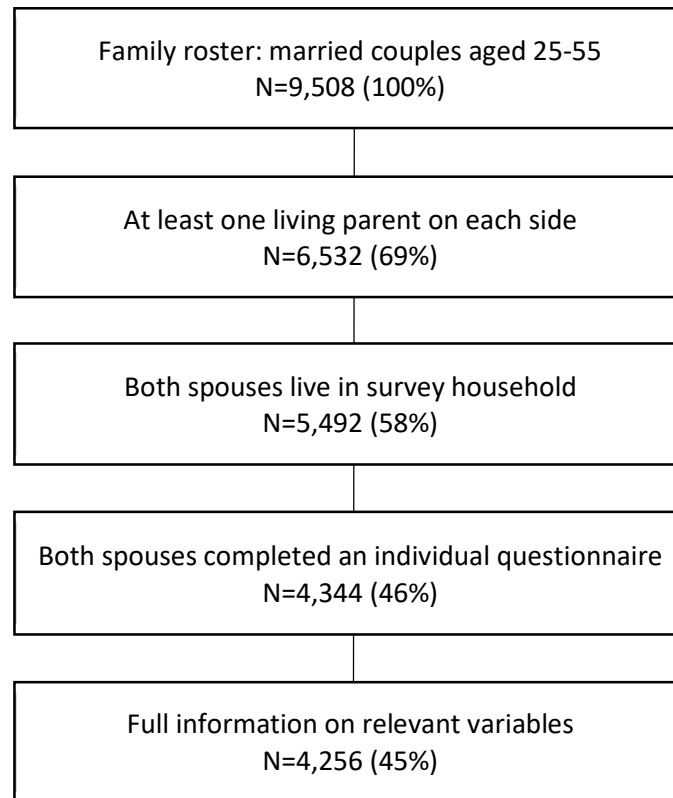 Family roster: married couples aged 25-55
N=9,508 (100%)
At least one living parent on each side
N=6,532 (69%)
Both spouses live in survey household
N=5,492 (58%)
Both spouses completed an individual questionnaire
N=4,344 (46%)
Full information on relevant variables
N=4,256 (45%)